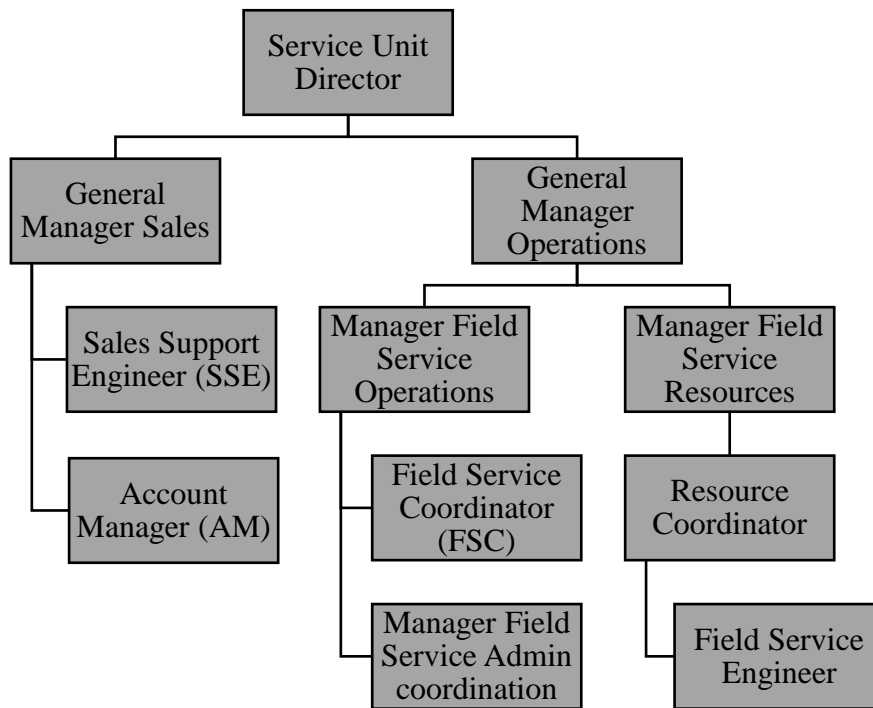 Service Unit
Director
General
Manager Sales
General
Manager
Operations
Sales Support
Engineer (SSE)
Account
Manager (AM)
Manager Field
Service
Operations
Manager Field
Service
Resources
Field Service
Coordinator
(FSC)
Manager Field
Service Admin
coordination
Resource
Coordinator
Field Service
Engineer